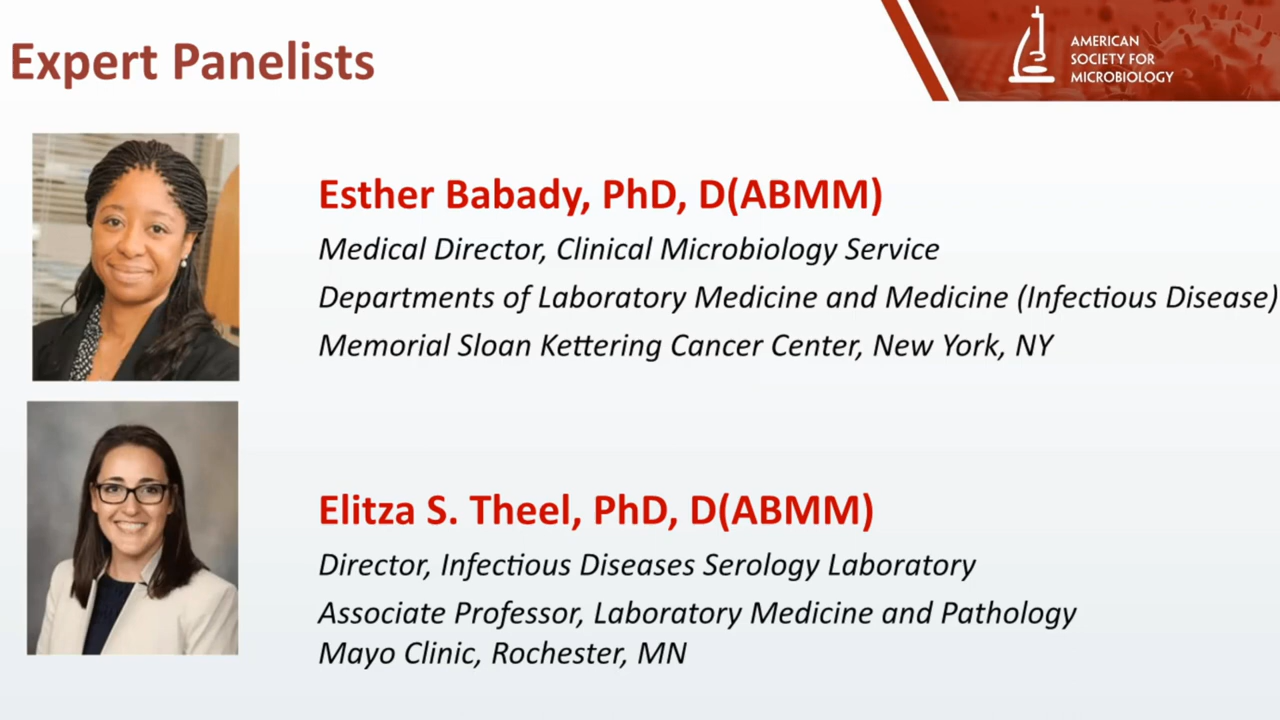 Expert Panelists
AMERICAN
SOCIETY FOR
MICROBIOLOGY
Esther Babady, PhD, D(ABMM)
Medical Director, Clinical Microbiology Service
Departments of Laboratory Medicine and Medicine (Infectious Disease)
Memorial Sloan Kettering Cancer Center, New York, NY
Elitza S. Theel, PhD, D(ABMM)
Director, Infectious Diseases Serology Laboratory
Associate Professor, Laboratory Medicine and Pathology
Mayo Clinic, Rochester, MN